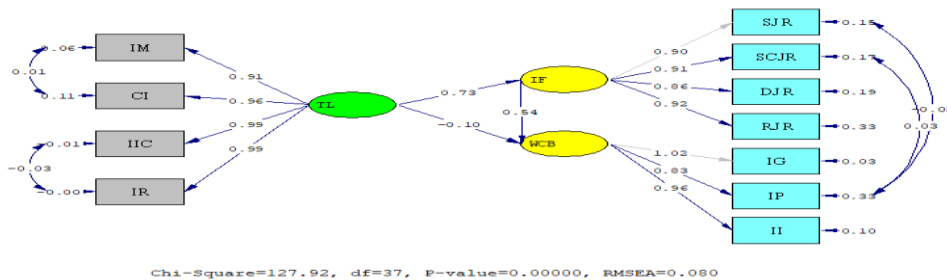 SJR
0.15
0.06
IM
0.90
SCJR
0.17
0.01
0.91
0.91
IF
0.11
CI
0.96
TL
0.73
0.86
DJR
0.19
0.54
0.92
0.03
0.99
RJR
0.33
-0.01
IIC
-0.10
WCB
-0.03
0.99
1.02
IG
0.03
-0.00
IR
0.83
0.96
IP
0.33
II
0.10
Chi-Square=127.92, df=37, P-value=0.00000, RMSEA=0.080